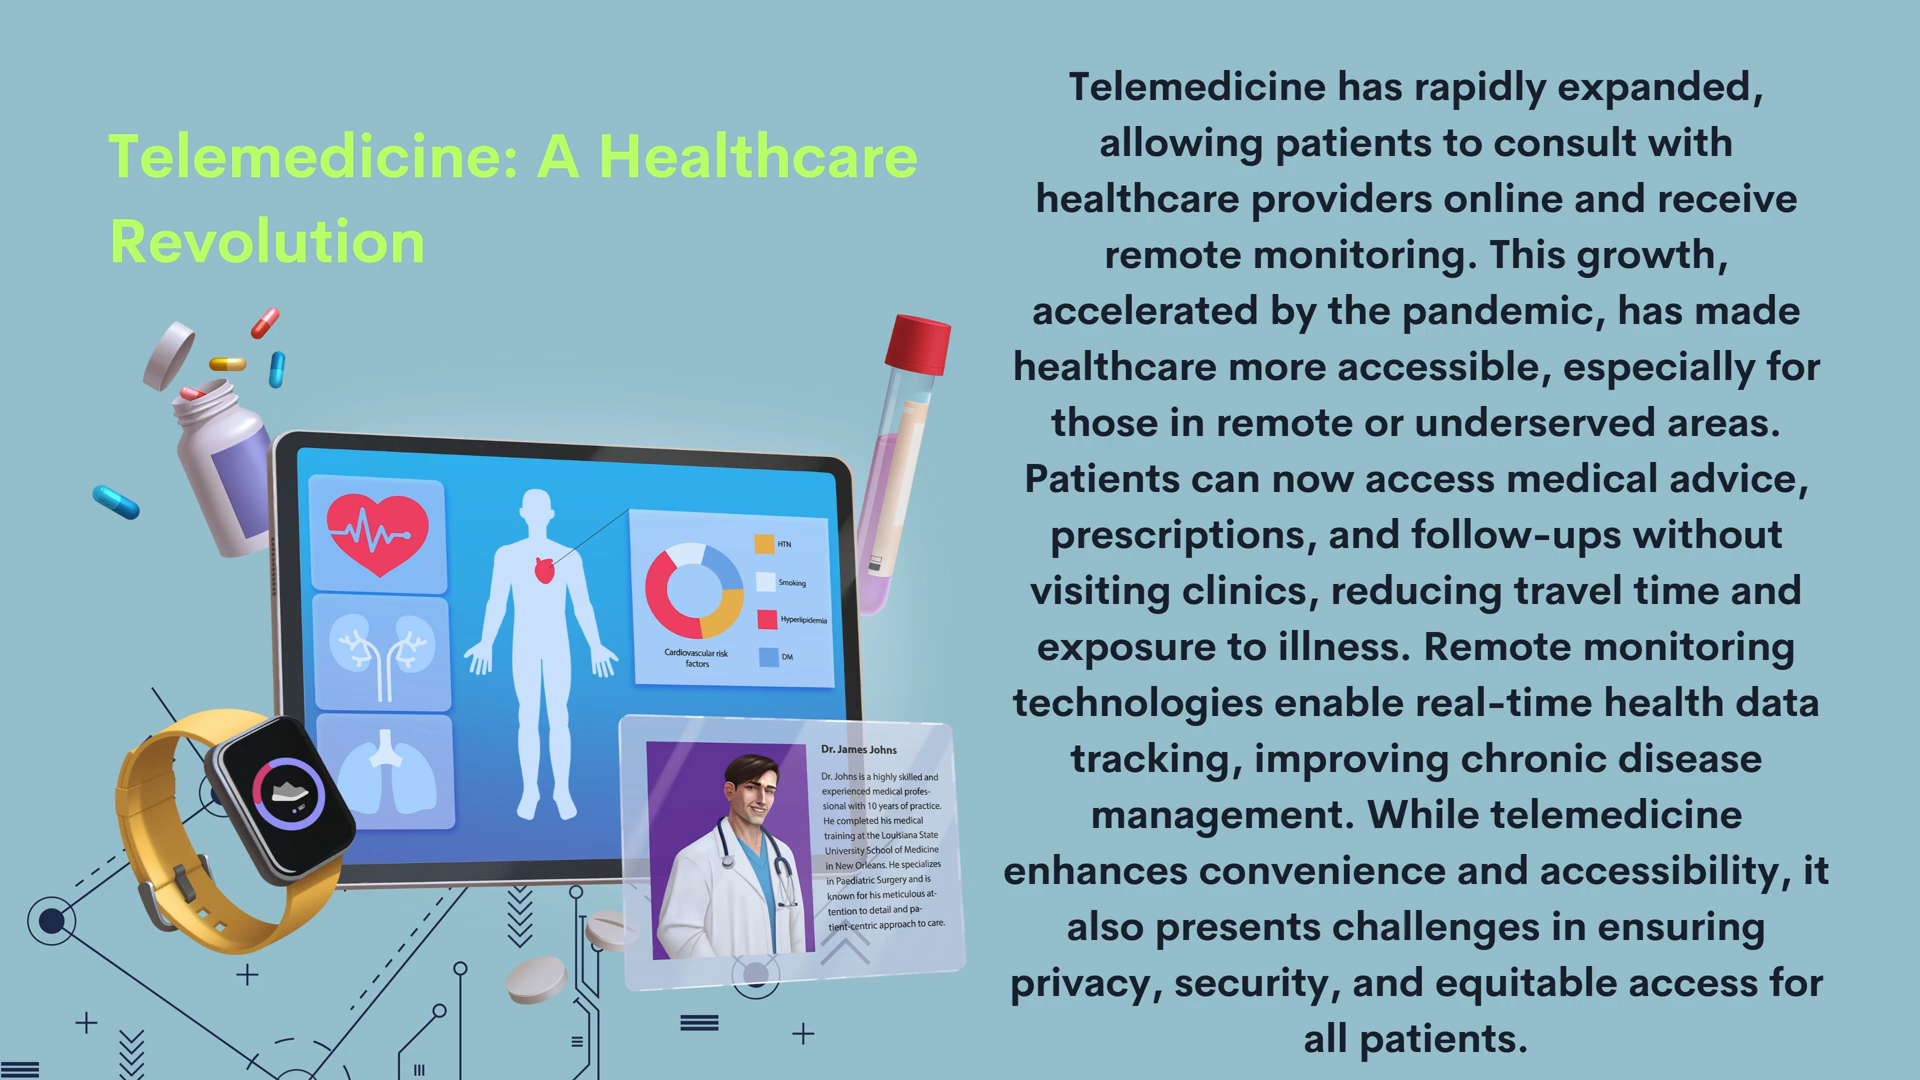 Telemedicine: A Healthcare
Revolution
Telemedicine has rapidly expanded,
allowing patients to consult with
healthcare providers online and receive
remote monitoring. This growth,
accelerated by the pandemic, has made
healthcare more accessible, especially for
those in remote or underserved areas.
Patients can now access medical advice,
prescriptions, and follow-ups without
visiting clinics, reducing travel time and
exposure to illness. Remote monitoring
technologies enable real-time health data
tracking, improving chronic disease
management. While telemedicine
enhances convenience and accessibility, it
also presents challenges in ensuring
privacy, security, and equitable access for
all patients.
HTN
Smoking
Hyperlipidemia
DM
Cardiovascular risk
factors
Dr. James Johns
Dr. Johns is a highly skilled and
experienced medical profes-
sional with 10 years of practice.
He completed his medical
training at the Louisiana State
University School of Medicine
in New Orleans. He specializes
in Paediatric Surgery and is
known for his meticulous at-
tention to detail and pa-
tient-centric approach to care.